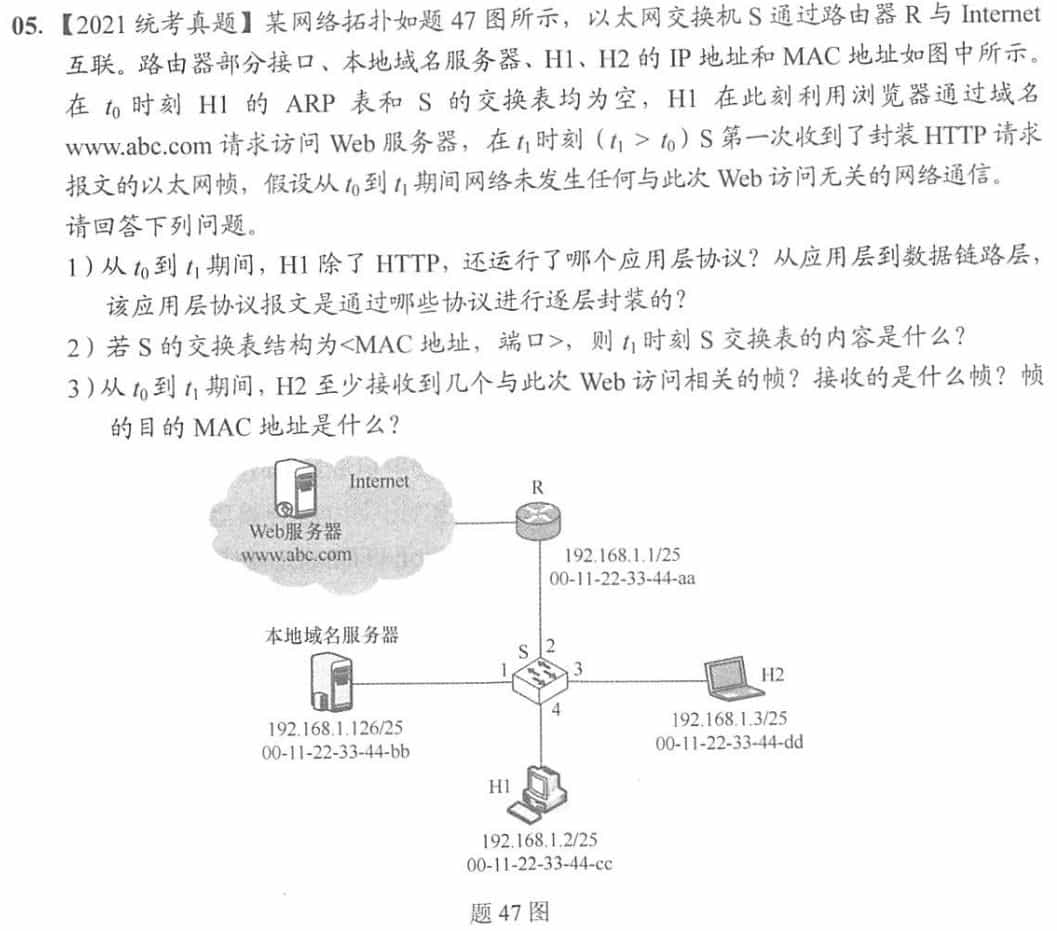 05.【2021 统考真题】某网络拓扑如题 47 图所示，以太网交换机 S 通过路由器 R 与 Internet
互联。路由器部分接口、本地域名服务器、H1、H2 的 IP 地址和 MAC 地址如图中所示。
在 t0 时刻 H1 的 ARP 表和 S 的交换表均为空，H1 在此刻利用浏览器通过域名
www.abc.com 请求访问 Web 服务器，在 t1 时刻（t1 > t0）S 第一次收到了封装 HTTP 请求
报文的以太网帧，假设从 t0 到 t1 期间网络未发生任何与此次 Web 访问无关的网络通信。
请回答下列问题。
1）从 t0 到 t1 期间，H1 除了 HTTP，还运行了哪个应用层协议？从应用层到数据链路层，
该应用层协议报文是通过哪些协议进行逐层封装的？
2）若 S 的交换表结构为<MAC 地址，端口>，则 t1 时刻 S 交换表的内容是什么？
3）从 t0 到 t1 期间，H2 至少接收到几个与此次 Web 访问相关的帧？接收的是什么帧？帧
的目的 MAC 地址是什么？
Internet
R
Web服务器
www.abc.com
192.168.1.1/25
00-11-22-33-44-aa
本地域名服务器
S
2
1
3
H2
4
192.168.1.126/25
00-11-22-33-44-bb
192.168.1.3/25
00-11-22-33-44-dd
H1
192.168.1.2/25
00-11-22-33-44-cc
题 47 图